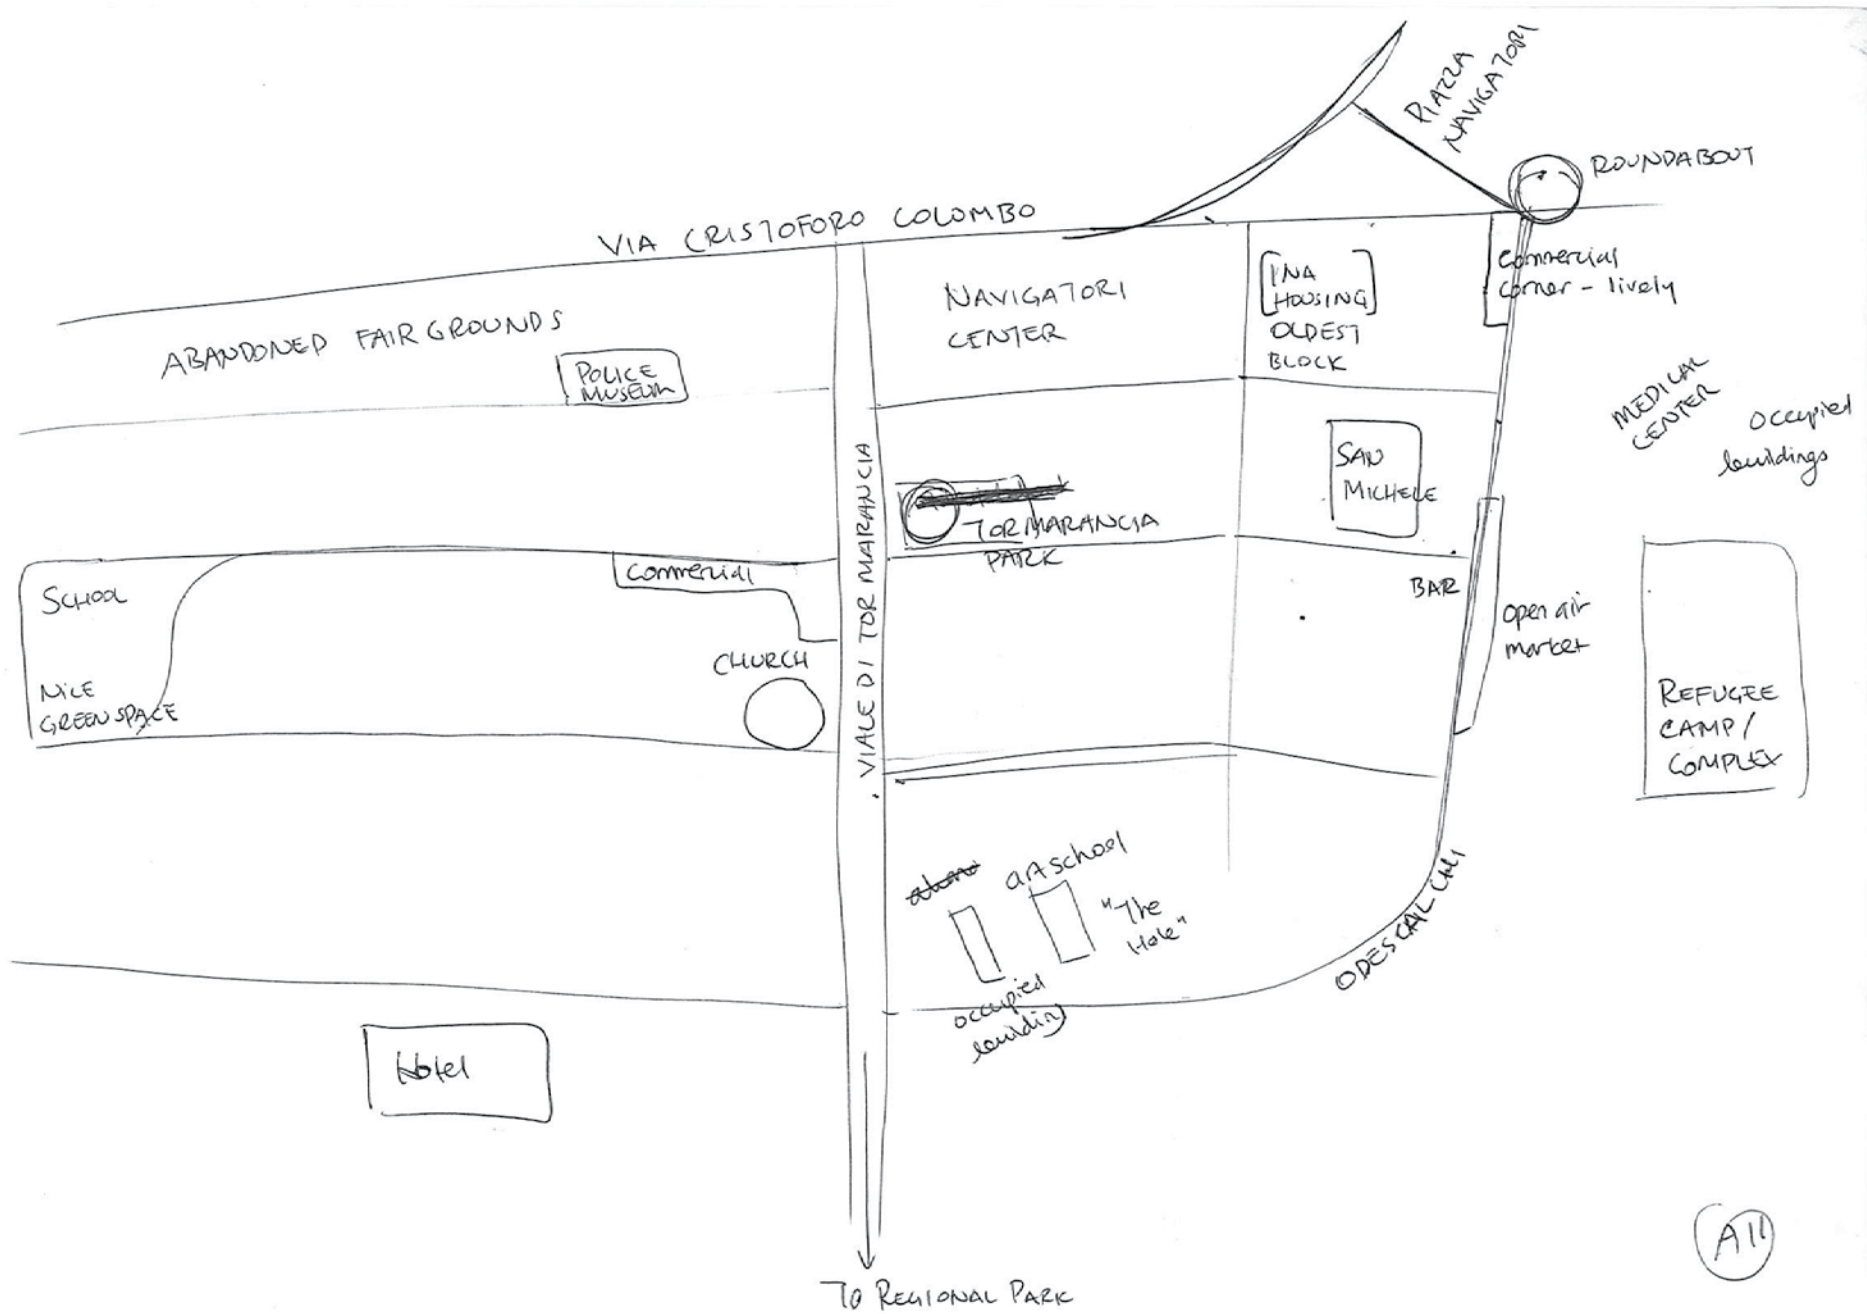 PIAZZA
NAVIGATORI
ROUNDABOUT
VIA CRISTOFORO COLOMBO
ABANDONED FAIRGROUNDS
POLICE
MUSEUM
NAVIGATORI
CENTER
INA
HOUSING
OLDEST
BLOCK
Commercial
corner - lively
MEDICAL
CENTER
occupied
buildings
SAN
MICHELE
VIALE DI TOR MARANCIA
TORMARANCIA
PARK
SCHOOL
NICE
GREENSPACE
Commercial
CHURCH
BAR
open air
market
REFUGEE
CAMP/
COMPLEX
art school
"The
Hole"
occupied
building
ODESCALCHI
Hotel
TO REGIONAL PARK
A11